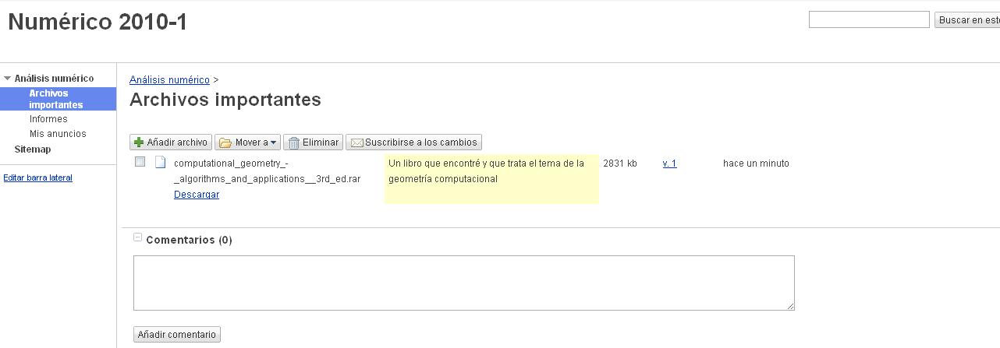 Numérico 2010-1
Buscar en este
Análisis numérico
Archivos
importantes
Informes
Mis anuncios
Sitemap
Editar barra lateral
Análisis numérico >
Archivos importantes
Añadir archivo Mover a Eliminar Suscribirse a los cambios
computational_geometry_-
_algorithms_and_applications__3rd_ed.rar
Descargar
Un libro que encontré y que trata el tema de la
geometría computacional
2831 kb
v. 1
hace un minuto
Comentarios (0)
Añadir comentario